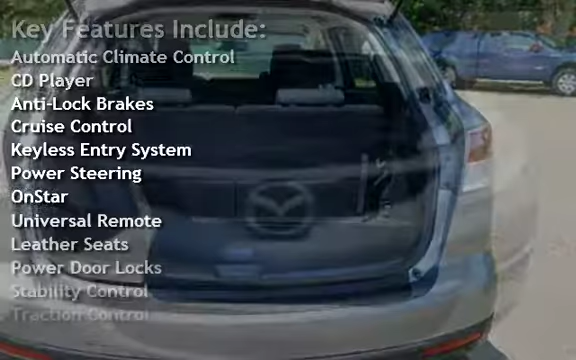 Key Features Include:
Automatic Climate Control
CD Player
Anti-Lock Brakes
Cruise Control
Keyless Entry System
Power Steering
OnStar
Universal Remote
Leather Seats
Power Door Locks
Stability Control
Traction Control